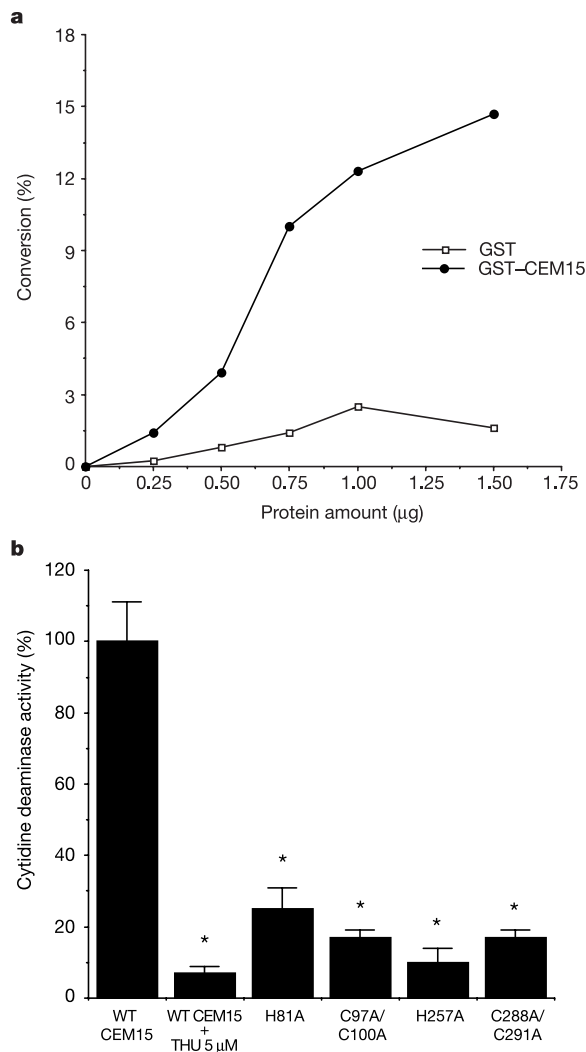 a
18
15
12
9
6
3
0
Conversion (%)
GST
GST–CEM15
0 0.25 0.50 0.75 1.00 1.25 1.50 1.75
Protein amount (μg)
b
120
100
80
60
40
20
0
Cytidine deaminase activity (%)
* * * * *
WT
CEM15
WT CEM15
+
THU 5 μM
H81A
C97A/
C100A
H257A
C288A/
C291A